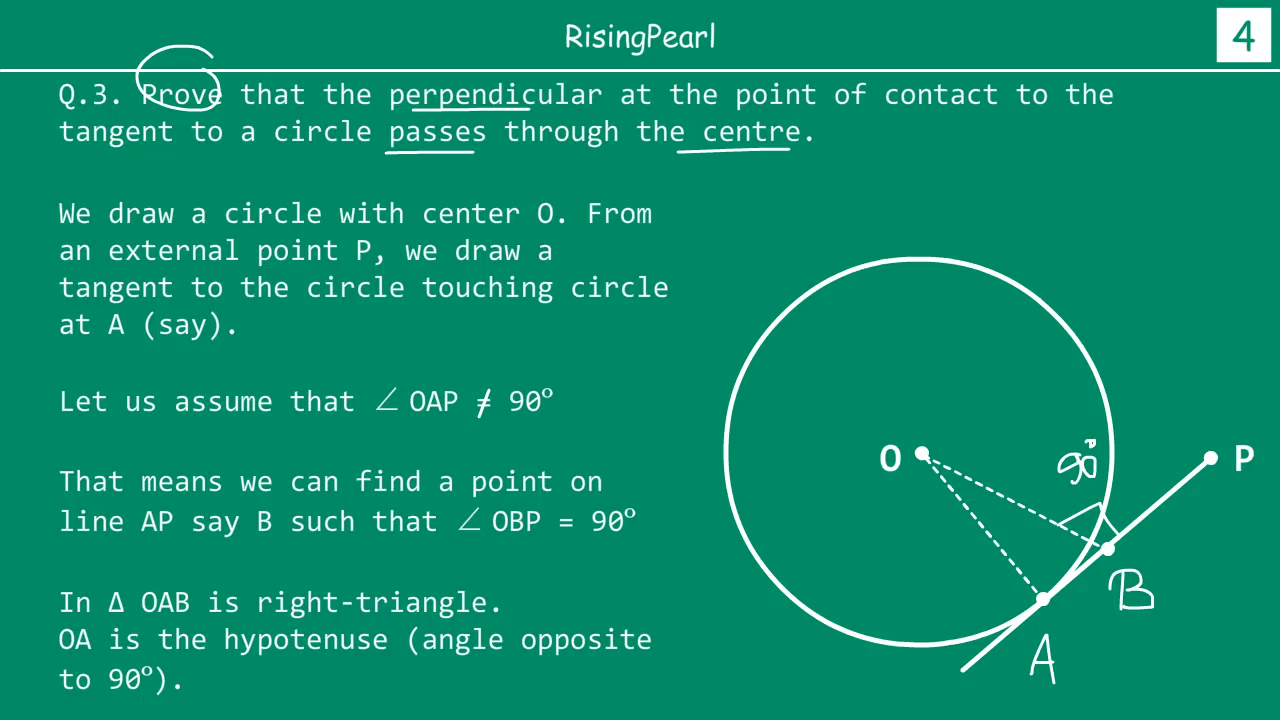 RisingPearl
4
Q.3. Prove that the perpendicular at the point of contact to the
tangent to a circle passes through the centre.
We draw a circle with center O. From
an external point P, we draw a
tangent to the circle touching circle
at A (say).
Let us assume that ∠ OAP ≠ 90°
That means we can find a point on
line AP say B such that ∠ OBP = 90°
In Δ OAB is right-triangle.
OA is the hypotenuse (angle opposite
to 90°).
90°
O
P
B
A